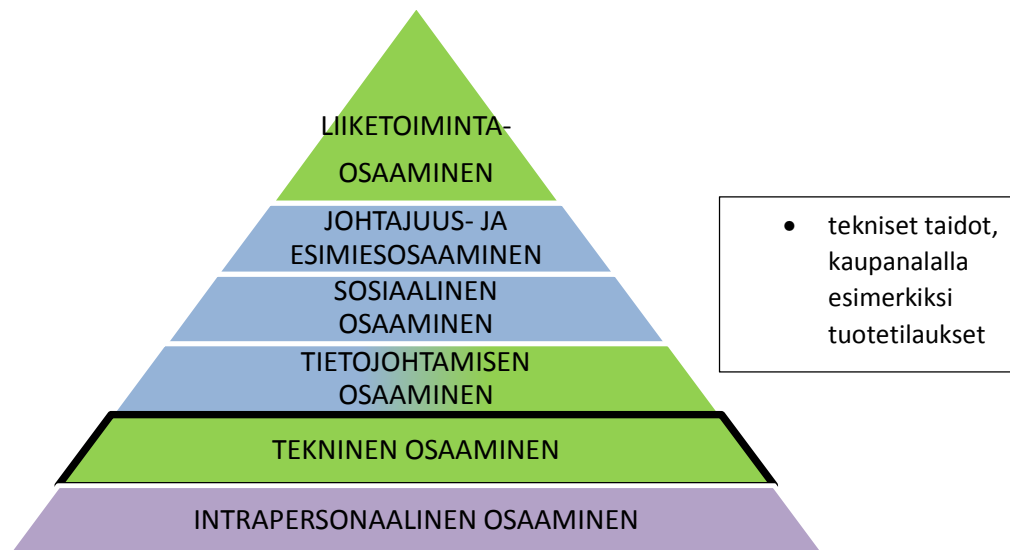 LIIKETOIMINTA-
OSAAMINEN
JOHTAJUUS- JA
ESIMIESOSAAMINEN
SOSIAALINEN
OSAAMINEN
TIETOJOHTAMISEN
OSAAMINEN
TEKNINEN OSAAMINEN
INTRAPERSONAALINEN OSAAMINEN
• tekniset taidot,
kaupanalalla
esimerkiksi
tuotetilaukset